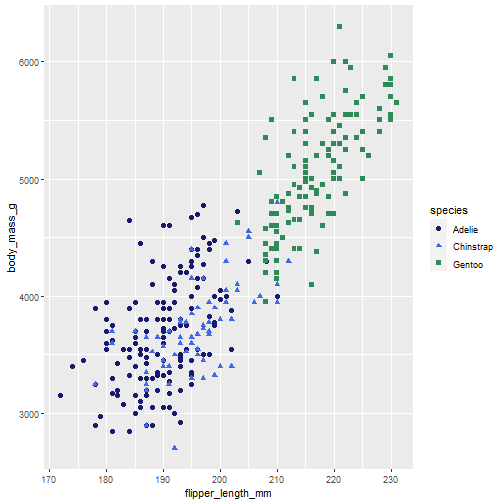 6000
5000
4000
3000
body_mass_g
170
180
190
200
210
220
230
flipper_length_mm
species
Adelie
Chinstrap
Gentoo